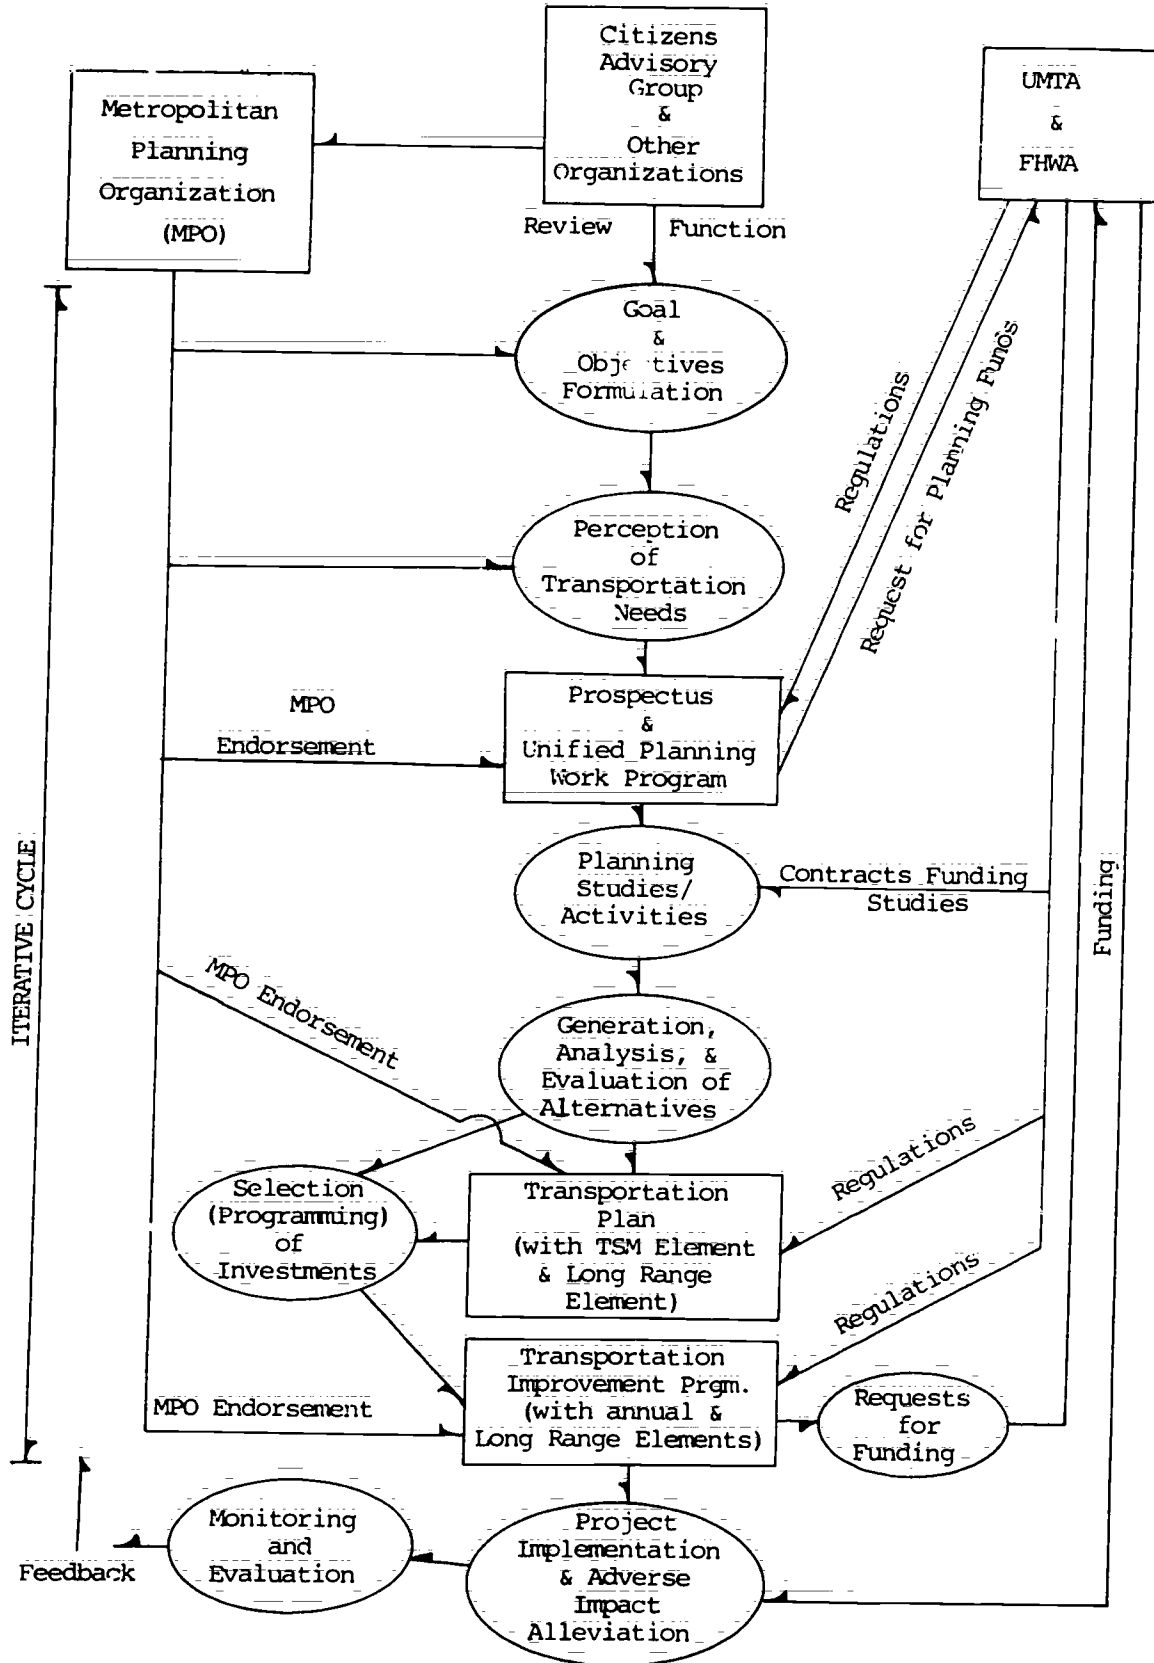 Citizens
Advisory
Group
&
Other
Organizations
Metropolitan
Planning
Organization
(MPO)
UMTA
&
FHWA
Review Function
Goal
&
Objectives
Formulation
Regulations
Request for Planning Funds
Perception
of
Transportation
Needs
MPO
Endorsement
Prospectus
&
Unified Planning
Work Program
Planning
Studies/
Activities
Contracts Funding
Studies
Funding
ITERATIVE CYCLE
MPO Endorsement
Generation,
Analysis, &
Evaluation of
Alternatives
Selection
(Programming)
of
Investments
Transportation
Plan
(with TSM Element
& Long Range
Element)
Regulations
Regulations
MPO Endorsement
Transportation
Improvement Prgm.
(with annual &
Long Range Elements)
Requests
for
Funding
Feedback
Monitoring
and
Evaluation
Project
Implementation
& Adverse
Impact
Alleviation